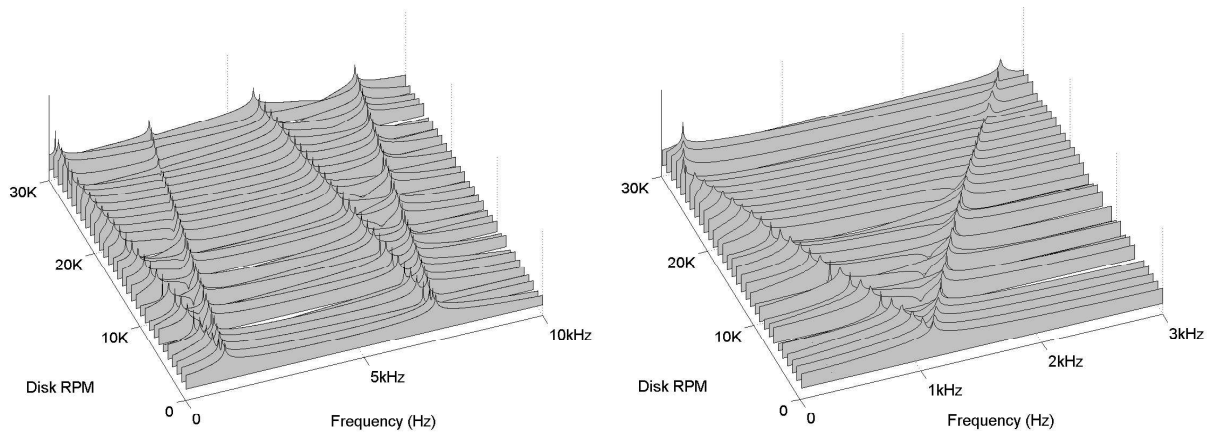 30K
20K
10K
0
0
5kHz
10kHz
Disk RPM
Frequency (Hz)
30K
20K
10K
0
0
1kHz
2kHz
3kHz
Disk RPM
Frequency (Hz)